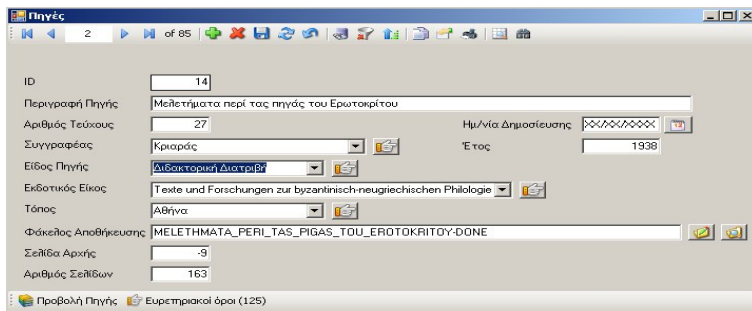 Πηγές
2 of 85
ID 14
Περιγραφή Πηγής Μελετήματα περί τας πηγάς του Ερωτοκρίτου
Αριθμός Τεύχους 27 Ημ/νία Δημοσίευσης XX/XX/XXXX
Συγγραφέας Κριαράς Έτος 1938
Είδος Πηγής Διδακτορική Διατριβή
Εκδοτικός Είκος Texte und Forschungen zur byzantinisch-neugriechischen Philologie
Τόπος Αθήνα
Φάκελος Αποθήκευσης MELETHMATA_PERI_TAS_PIGAS_TOU_EROTOKRITOY-DONE
Σελίδα Αρχής -9
Αριθμός Σελίδων 163
Προβολή Πηγής Ευρετηριακοί όροι (125)